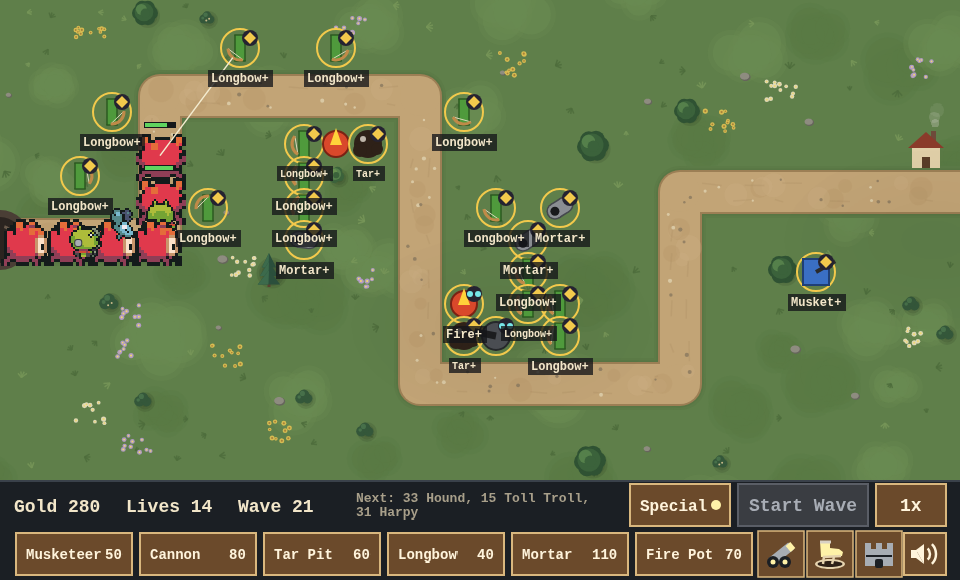 Longbow+
Longbow+
Longbow+
Longbow+
Longbow+
Tar+
Longbow+
Longbow+
Longbow+
Longbow+
Longbow+
Mortar+
Mortar+
Mortar+
Longbow+
Musket+
Fire+
Longbow+
Tar+
Longbow+
Gold 280
Lives 14
Wave 21
Next: 33 Hound, 15 Toll Troll,
31 Harpy
Special
Start Wave
1x
Musketeer 50
Cannon 80
Tar Pit 60
Longbow 40
Mortar 110
Fire Pot 70